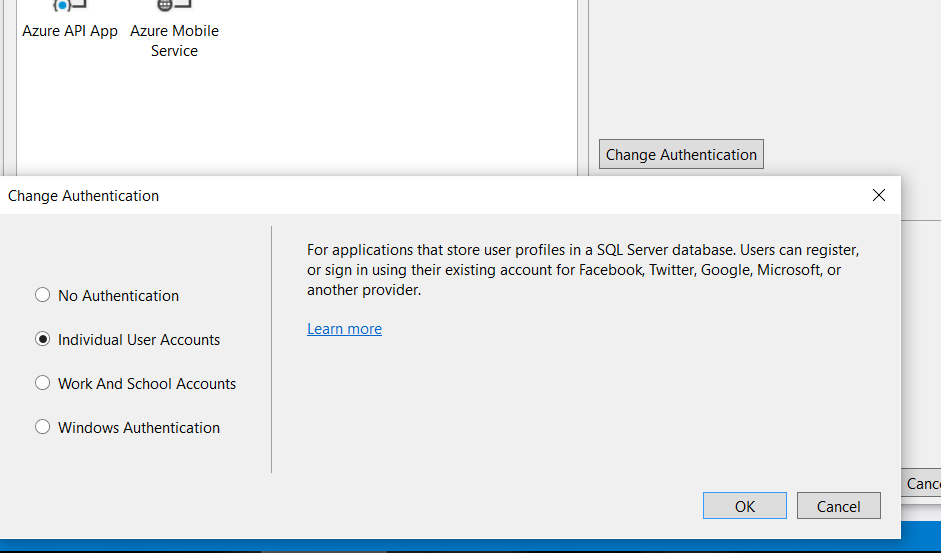 Azure API App
Azure Mobile
Service
Change Authentication
Change Authentication
No Authentication
Individual User Accounts
Work And School Accounts
Windows Authentication
For applications that store user profiles in a SQL Server database. Users can register,
or sign in using their existing account for Facebook, Twitter, Google, Microsoft, or
another provider.
Learn more
OK
Cancel
Canc